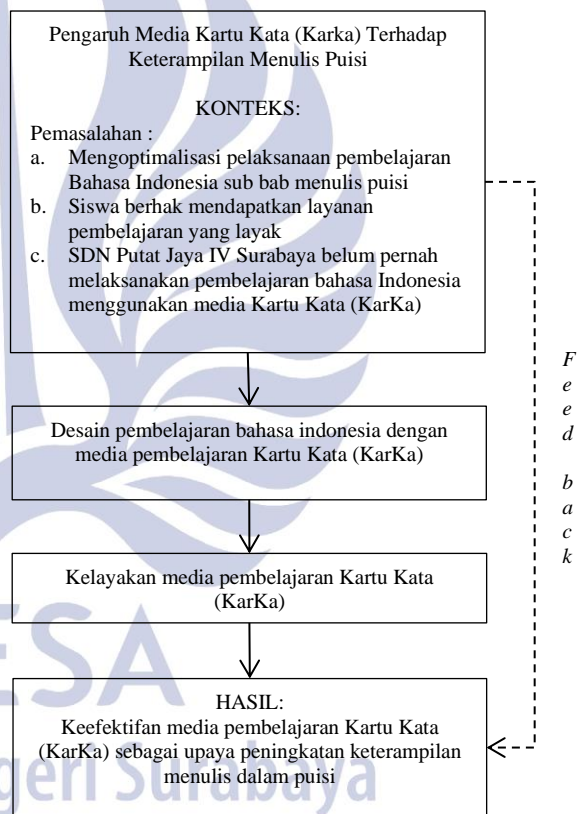 Pengaruh Media Kartu Kata (Karka) Terhadap
Keterampilan Menulis Puisi
KONTEKS:
Pemasalahan :
a. Mengoptimalisasi pelaksanaan pembelajaran
Bahasa Indonesia sub bab menulis puisi
b. Siswa berhak mendapatkan layanan
pembelajaran yang layak
c. SDN Putat Jaya IV Surabaya belum pernah
melaksanakan pembelajaran bahasa Indonesia
menggunakan media Kartu Kata (KarKa)
Desain pembelajaran bahasa indonesia dengan
media pembelajaran Kartu Kata (KarKa)
Kelayakan media pembelajaran Kartu Kata
(KarKa)
HASIL:
Keefektifan media pembelajaran Kartu Kata
(KarKa) sebagai upaya peningkatan keterampilan
menulis dalam puisi
F
e
e
d
b
a
c
k
ESA
geri Surabaya